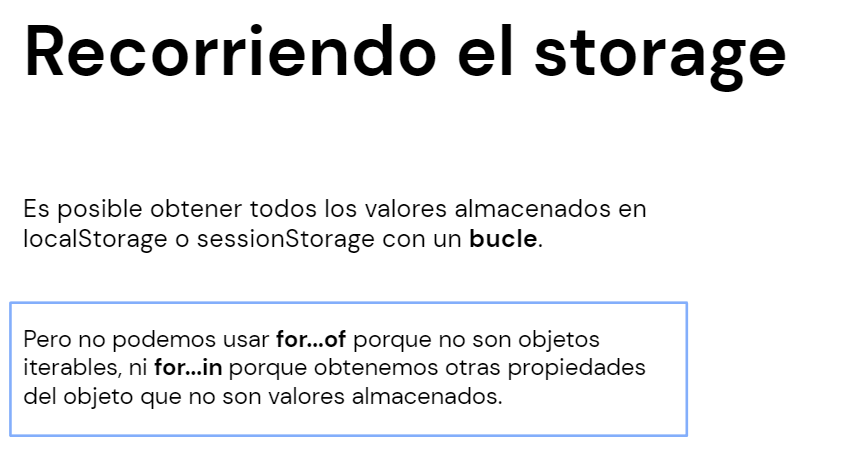 Recorriendo el storage
Es posible obtener todos los valores almacenados en
localStorage o sessionStorage con un bucle.
Pero no podemos usar for...of porque no son objetos
iterables, ni for...in porque obtenemos otras propiedades
del objeto que no son valores almacenados.